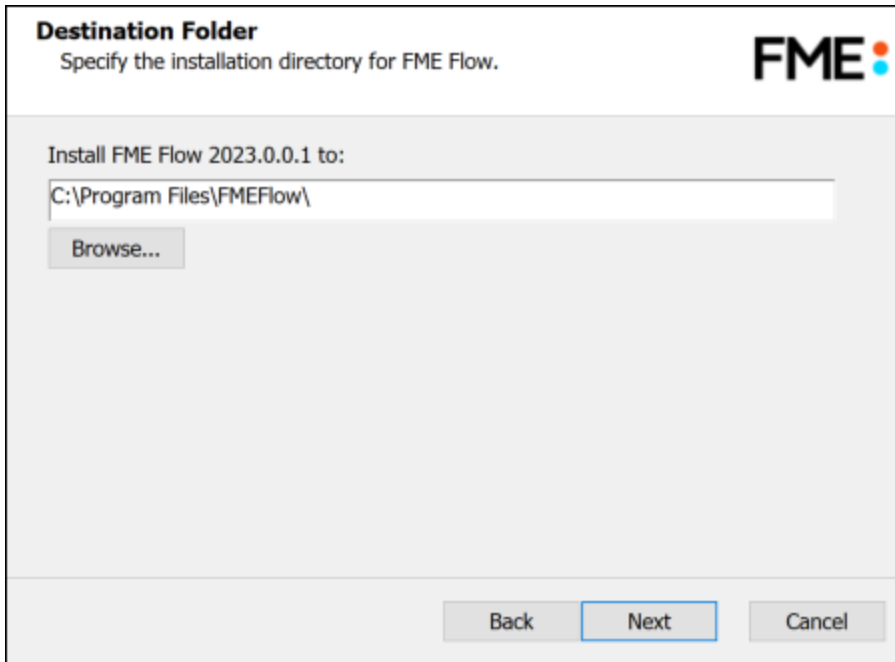 Destination Folder
Specify the installation directory for FME Flow.
FME
Install FME Flow 2023.0.0.1 to:
C:\Program Files\FMEFlow\
Browse...
Back
Next
Cancel